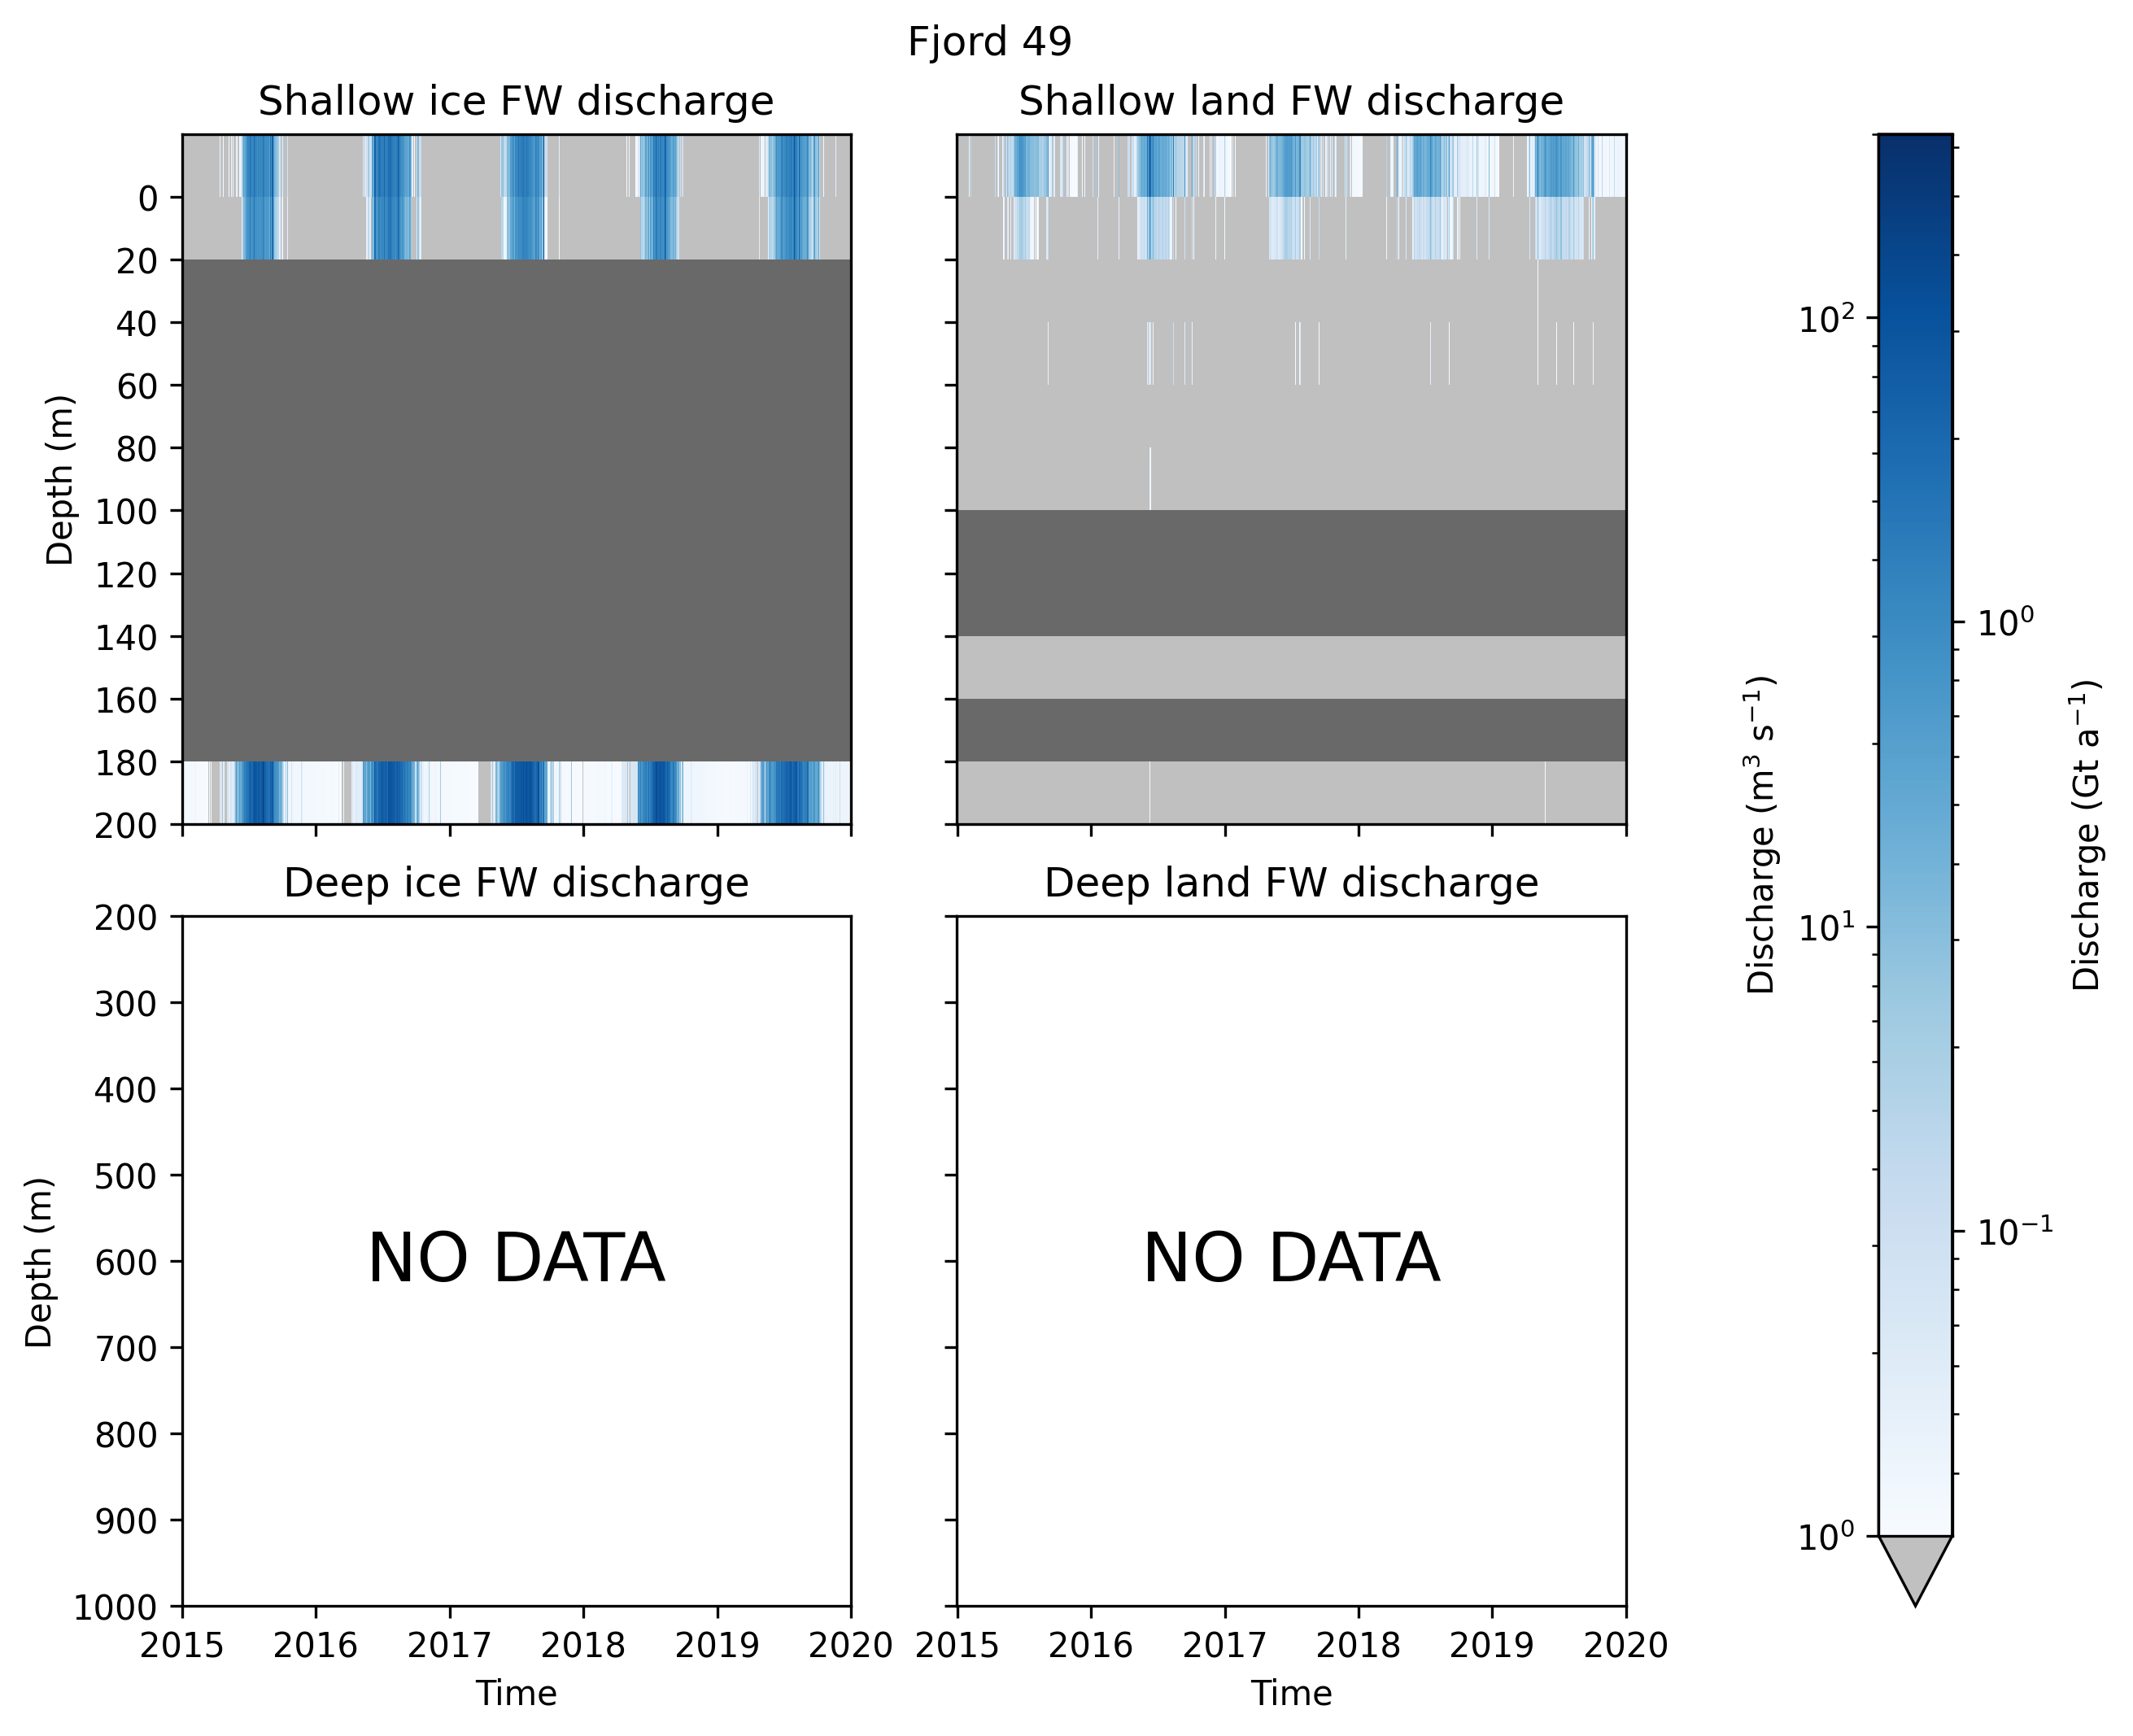 Fjord 49
Shallow ice FW discharge
Shallow land FW discharge
Depth (m)
0
20
40
60
80
100
120
140
160
180
200
Deep ice FW discharge
Deep land FW discharge
Depth (m)
200
300
400
500
600
700
800
900
1000
NO DATA
NO DATA
2015 2016 2017 2018 2019 2020
2015 2016 2017 2018 2019 2020
Time
Time
Discharge (m³ s⁻¹)
10²
10¹
10⁰
10⁰
10⁻¹
Discharge (Gt a⁻¹)